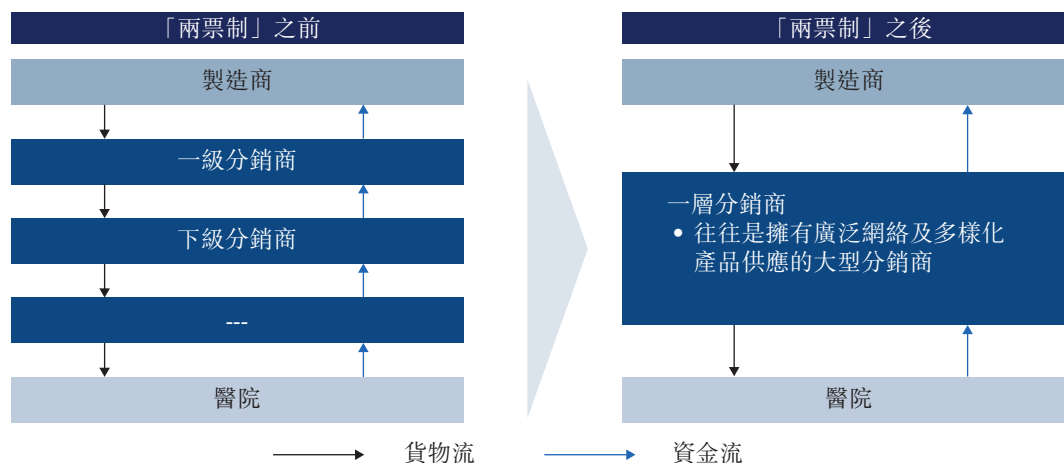 「兩票制」之前
製造商
一級分銷商
下級分銷商
---
醫院
「兩票制」之後
製造商
一層分銷商
• 往往是擁有廣泛網絡及多樣化
產品供應的大型分銷商
醫院
貨物流
資金流